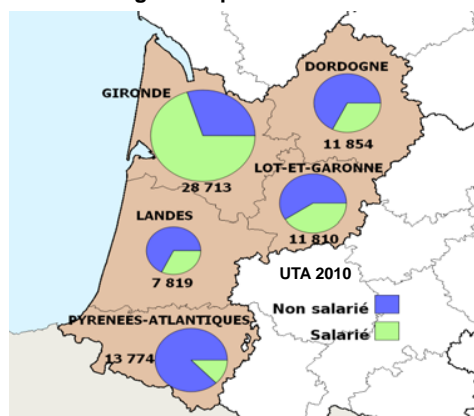 DORDOGNE
GIRONDE
11 854
LOT-ET-GARONNE
28 713
LANDES
11 810
7 819
UTA 2010
Non salarié
Salarié
PYRENEES-ATLANTIQUES
13 774